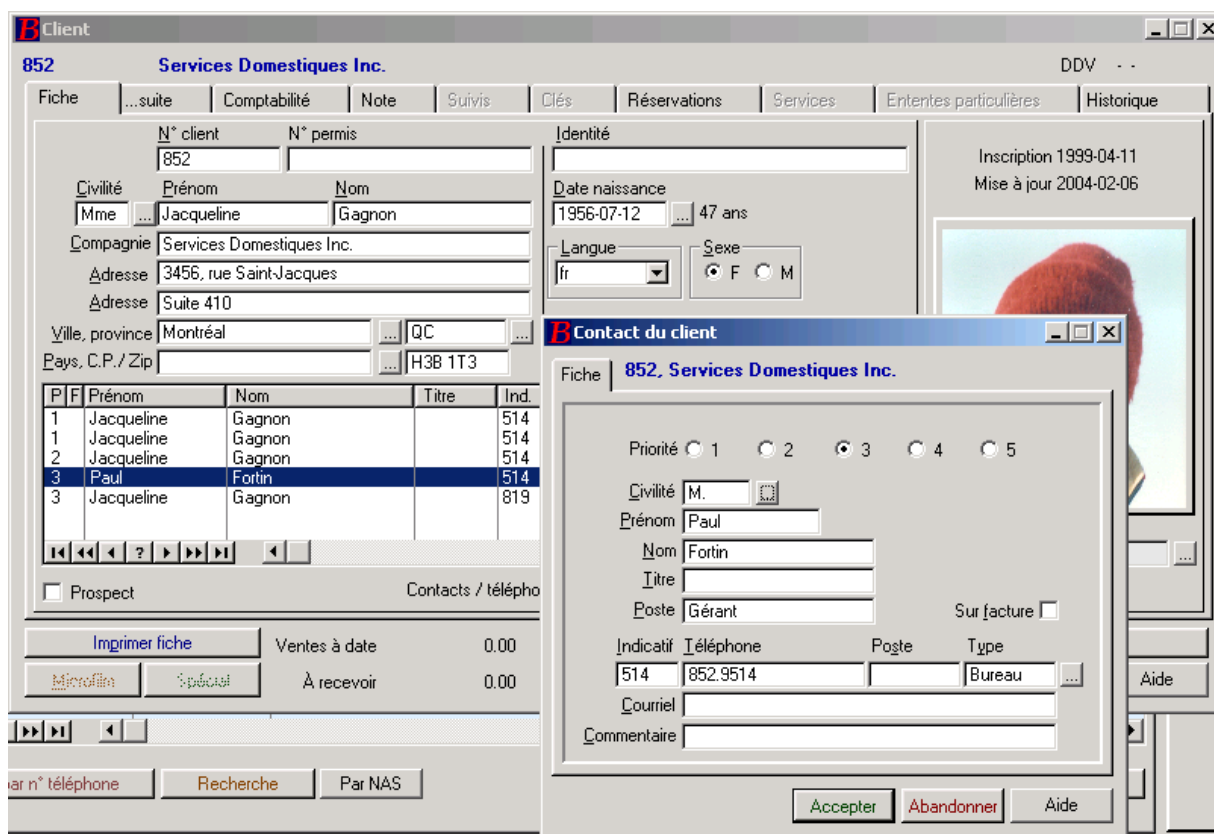 B Client
852 Services Domestiques Inc. DDV - -
Fiche ...suite Comptabilité Note Suivis Clés Réservations Services Ententes particulières Historique
N° client N° permis Identité
852
Inscription 1999-04-11
Civilité Prénom Nom Date naissance Mise à jour 2004-02-06
Mme ... Jacqueline Gagnon 1956-07-12 ... 47 ans
Compagnie Services Domestiques Inc. Langue Sexe
Adresse 3456, rue Saint-Jacques fr F M
Adresse Suite 410
Ville, province Montréal ... QC ...
Pays, C.P./ Zip ... H3B 1T3
P F Prénom Nom Titre Ind.
1 Jacqueline Gagnon 514
1 Jacqueline Gagnon 514
2 Jacqueline Gagnon 514
3 Paul Fortin 514
3 Jacqueline Gagnon 819
?
...
Prospect Contacts / télépho
Imprimer fiche Ventes à date 0.00
Microfilm Spécial À recevoir 0.00 Aide
par n° téléphone Recherche Par NAS
B Contact du client
Fiche 852, Services Domestiques Inc.
Priorité 1 2 3 4 5
Civilité M. ...
Prénom Paul
Nom Fortin
Titre
Poste Gérant Sur facture
Indicatif Téléphone Poste Type
514 852.9514 Bureau ...
Courriel
Commentaire
Accepter Abandonner Aide